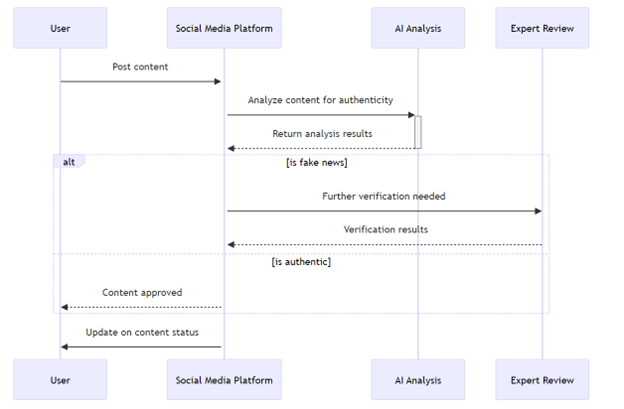 User
Social Media Platform
AI Analysis
Expert Review
Post content
Analyze content for authenticity
Return analysis results
alt
[is fake news]
Further verification needed
Verification results
[is authentic]
Content approved
Update on content status
User
Social Media Platform
AI Analysis
Expert Review